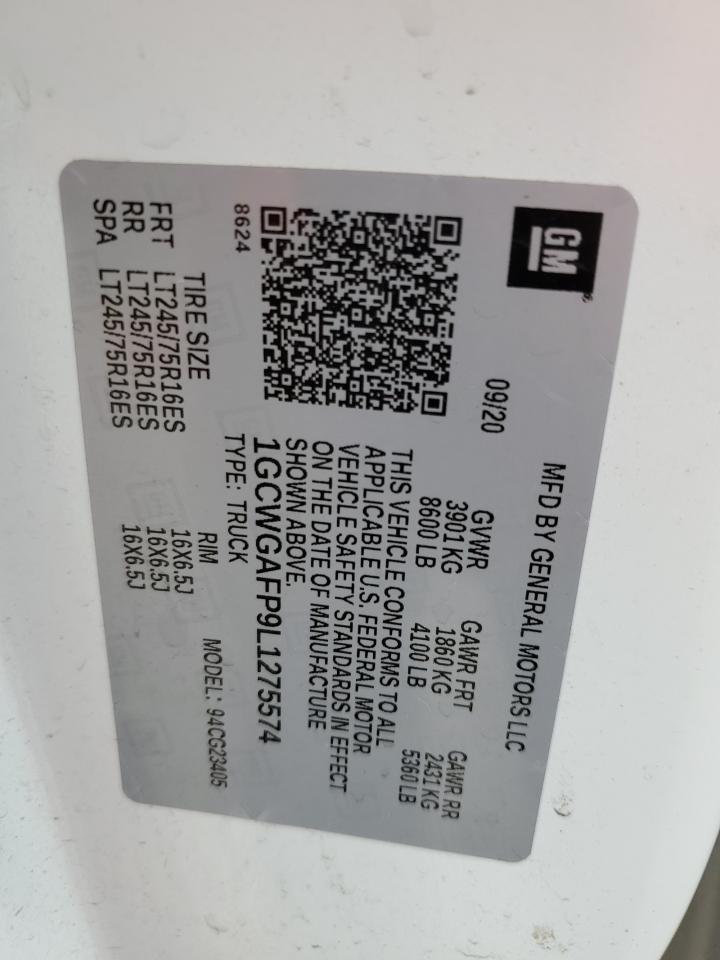 GM
MFD BY GENERAL MOTORS LLC
09/20
GVWR GAWR FRT GAWR RR
3901 KG 1860 KG 2431 KG
8600 LB 4100 LB 5360 LB
THIS VEHICLE CONFORMS TO ALL
APPLICABLE U.S. FEDERAL MOTOR
VEHICLE SAFETY STANDARDS IN EFFECT
ON THE DATE OF MANUFACTURE
SHOWN ABOVE.
1GCWGAFP9L1275574
8624
TYPE: TRUCK MODEL: 94CG23405
TIRE SIZE RIM
FRT LT245/75R16ES 16X6.5J
RR LT245/75R16ES 16X6.5J
SPA LT245/75R16ES 16X6.5J